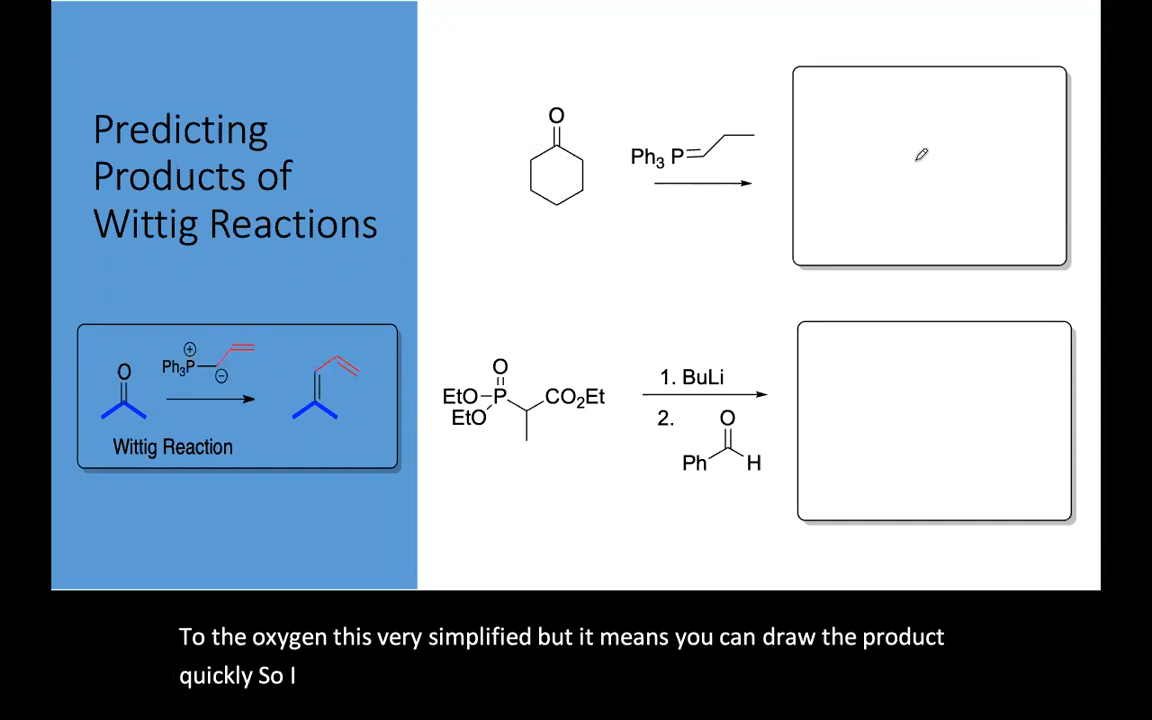 Predicting
Products of
Wittig Reactions
O
Ph3P
+
-
O
Wittig Reaction
O
Ph3 P
O
EtO-P
EtO
CO2Et
1. BuLi
2.
O
Ph
H
To the oxygen this very simplified but it means you can draw the product
quickly So I